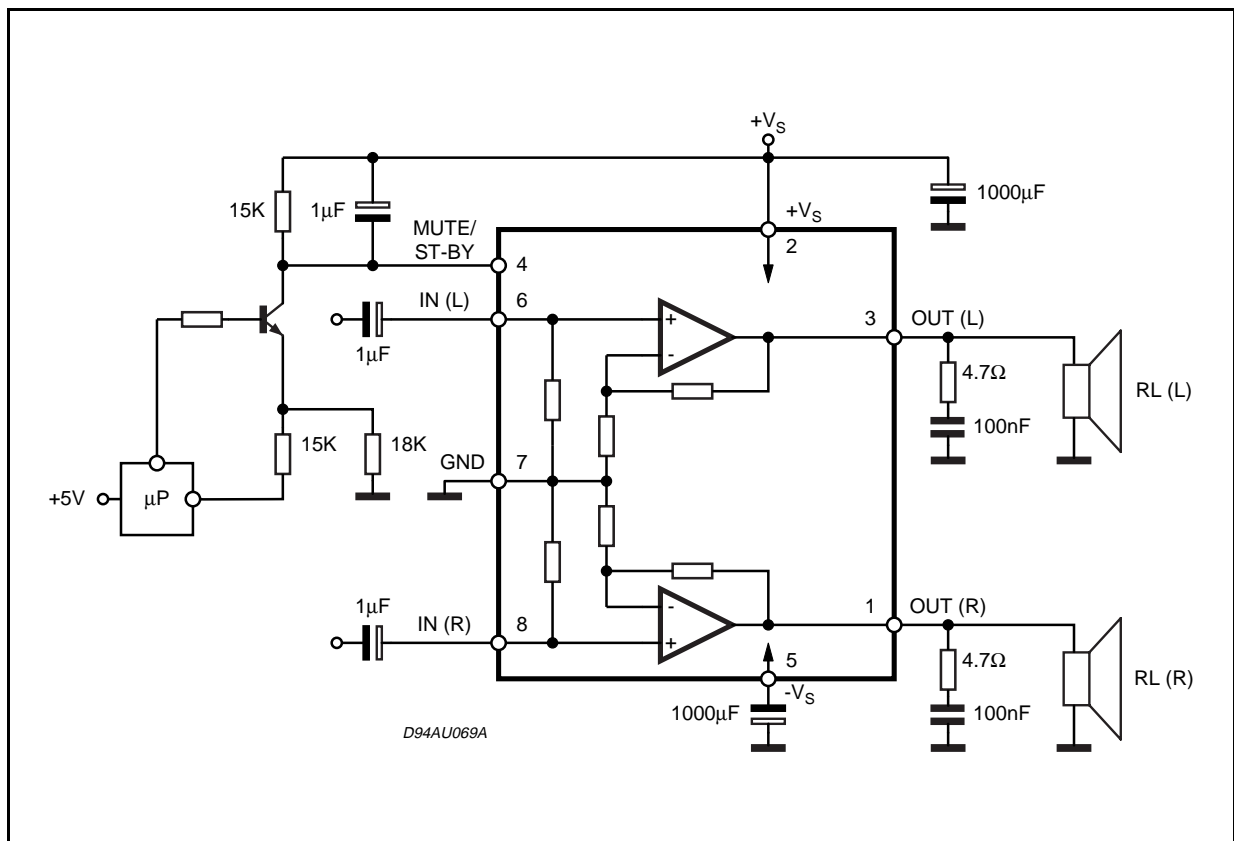 +VS
15K
1μF
1000μF
+VS
2
MUTE/
ST-BY
4
IN (L)
6
1μF
+
-
3
OUT (L)
4.7Ω
100nF
RL (L)
15K
18K
GND
7
+5V
μP
1μF
IN (R)
8
-
+
1
OUT (R)
4.7Ω
100nF
RL (R)
5
-VS
1000μF
D94AU069A